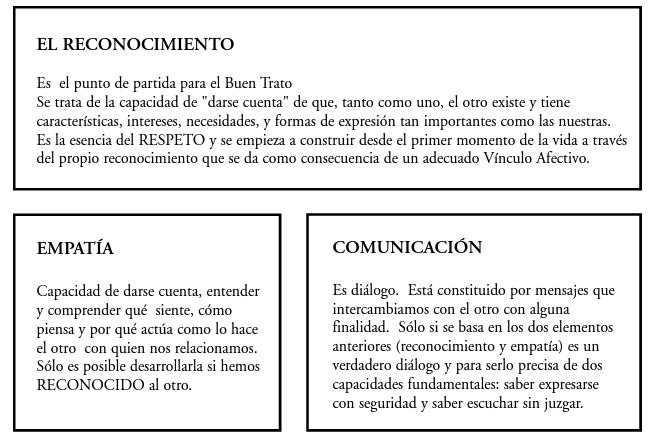 EL RECONOCIMIENTO
Es  el punto de partida para el Buen Trato
Se trata de la capacidad de "darse cuenta" de que, tanto como uno, el otro existe y tiene
características, intereses, necesidades, y formas de expresión tan importantes como las nuestras.
Es la esencia del RESPETO y se empieza a construir desde el primer momento de la vida a través
del propio reconocimiento que se da como consecuencia de un adecuado Vínculo Afectivo.
EMPATÍA
Capacidad de darse cuenta, entender
y comprender qué  siente, cómo
piensa y por qué actúa como lo hace
el otro  con quien nos relacionamos.
Sólo es posible desarrollarla si hemos
RECONOCIDO al otro.
COMUNICACIÓN
Es diálogo.  Está constituido por mensajes que
intercambiamos con el otro con alguna
finalidad.  Sólo si se basa en los dos elementos
anteriores (reconocimiento y empatía) es un
verdadero diálogo y para serlo precisa de dos
capacidades fundamentales: saber expresarse
con seguridad y saber escuchar sin juzgar.